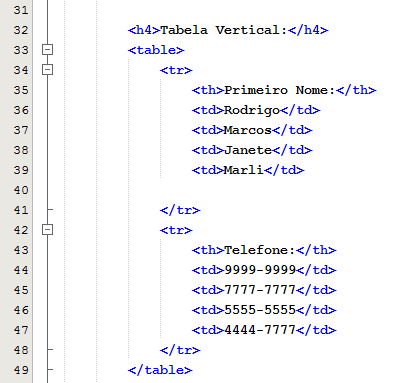 31
32 <h4>Tabela Vertical:</h4>
33 <table>
34 <tr>
35 <th>Primeiro Nome:</th>
36 <td>Rodrigo</td>
37 <td>Marcos</td>
38 <td>Janete</td>
39 <td>Marli</td>
40
41 </tr>
42 <tr>
43 <th>Telefone:</th>
44 <td>9999-9999</td>
45 <td>7777-7777</td>
46 <td>5555-5555</td>
47 <td>4444-7777</td>
48 </tr>
49 </table>